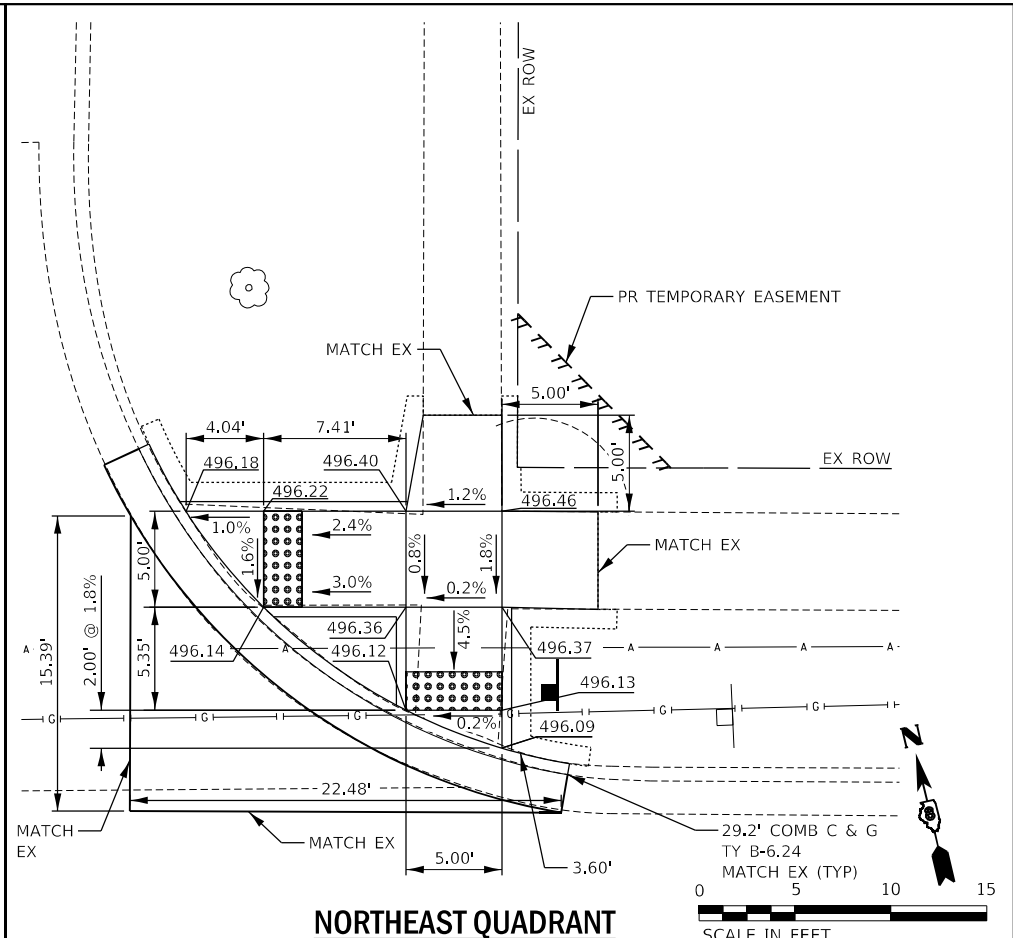 EX ROW
PR TEMPORARY EASEMENT
MATCH EX
5.00'
4.04'
7.41'
5.00'
EX ROW
496.18
496.40
496.22
1.2%
496.46
1.0%
2.4%
MATCH EX
5.00'
1.6%
0.8%
1.8%
3.0%
0.2%
2.00' @ 1.8%
496.36
4.5%
15.39'
5.35'
A
496.14
A
496.12
496.37
A
A
A
A
496.13
G
G
G
0.2%
G
G
G
G
496.09
N
22.48'
MATCH
EX
MATCH EX
5.00'
3.60'
29.2' COMB C & G
TY B-6.24
MATCH EX (TYP)
8
0
5
10
15
NORTHEAST QUADRANT
SCALE IN FEET